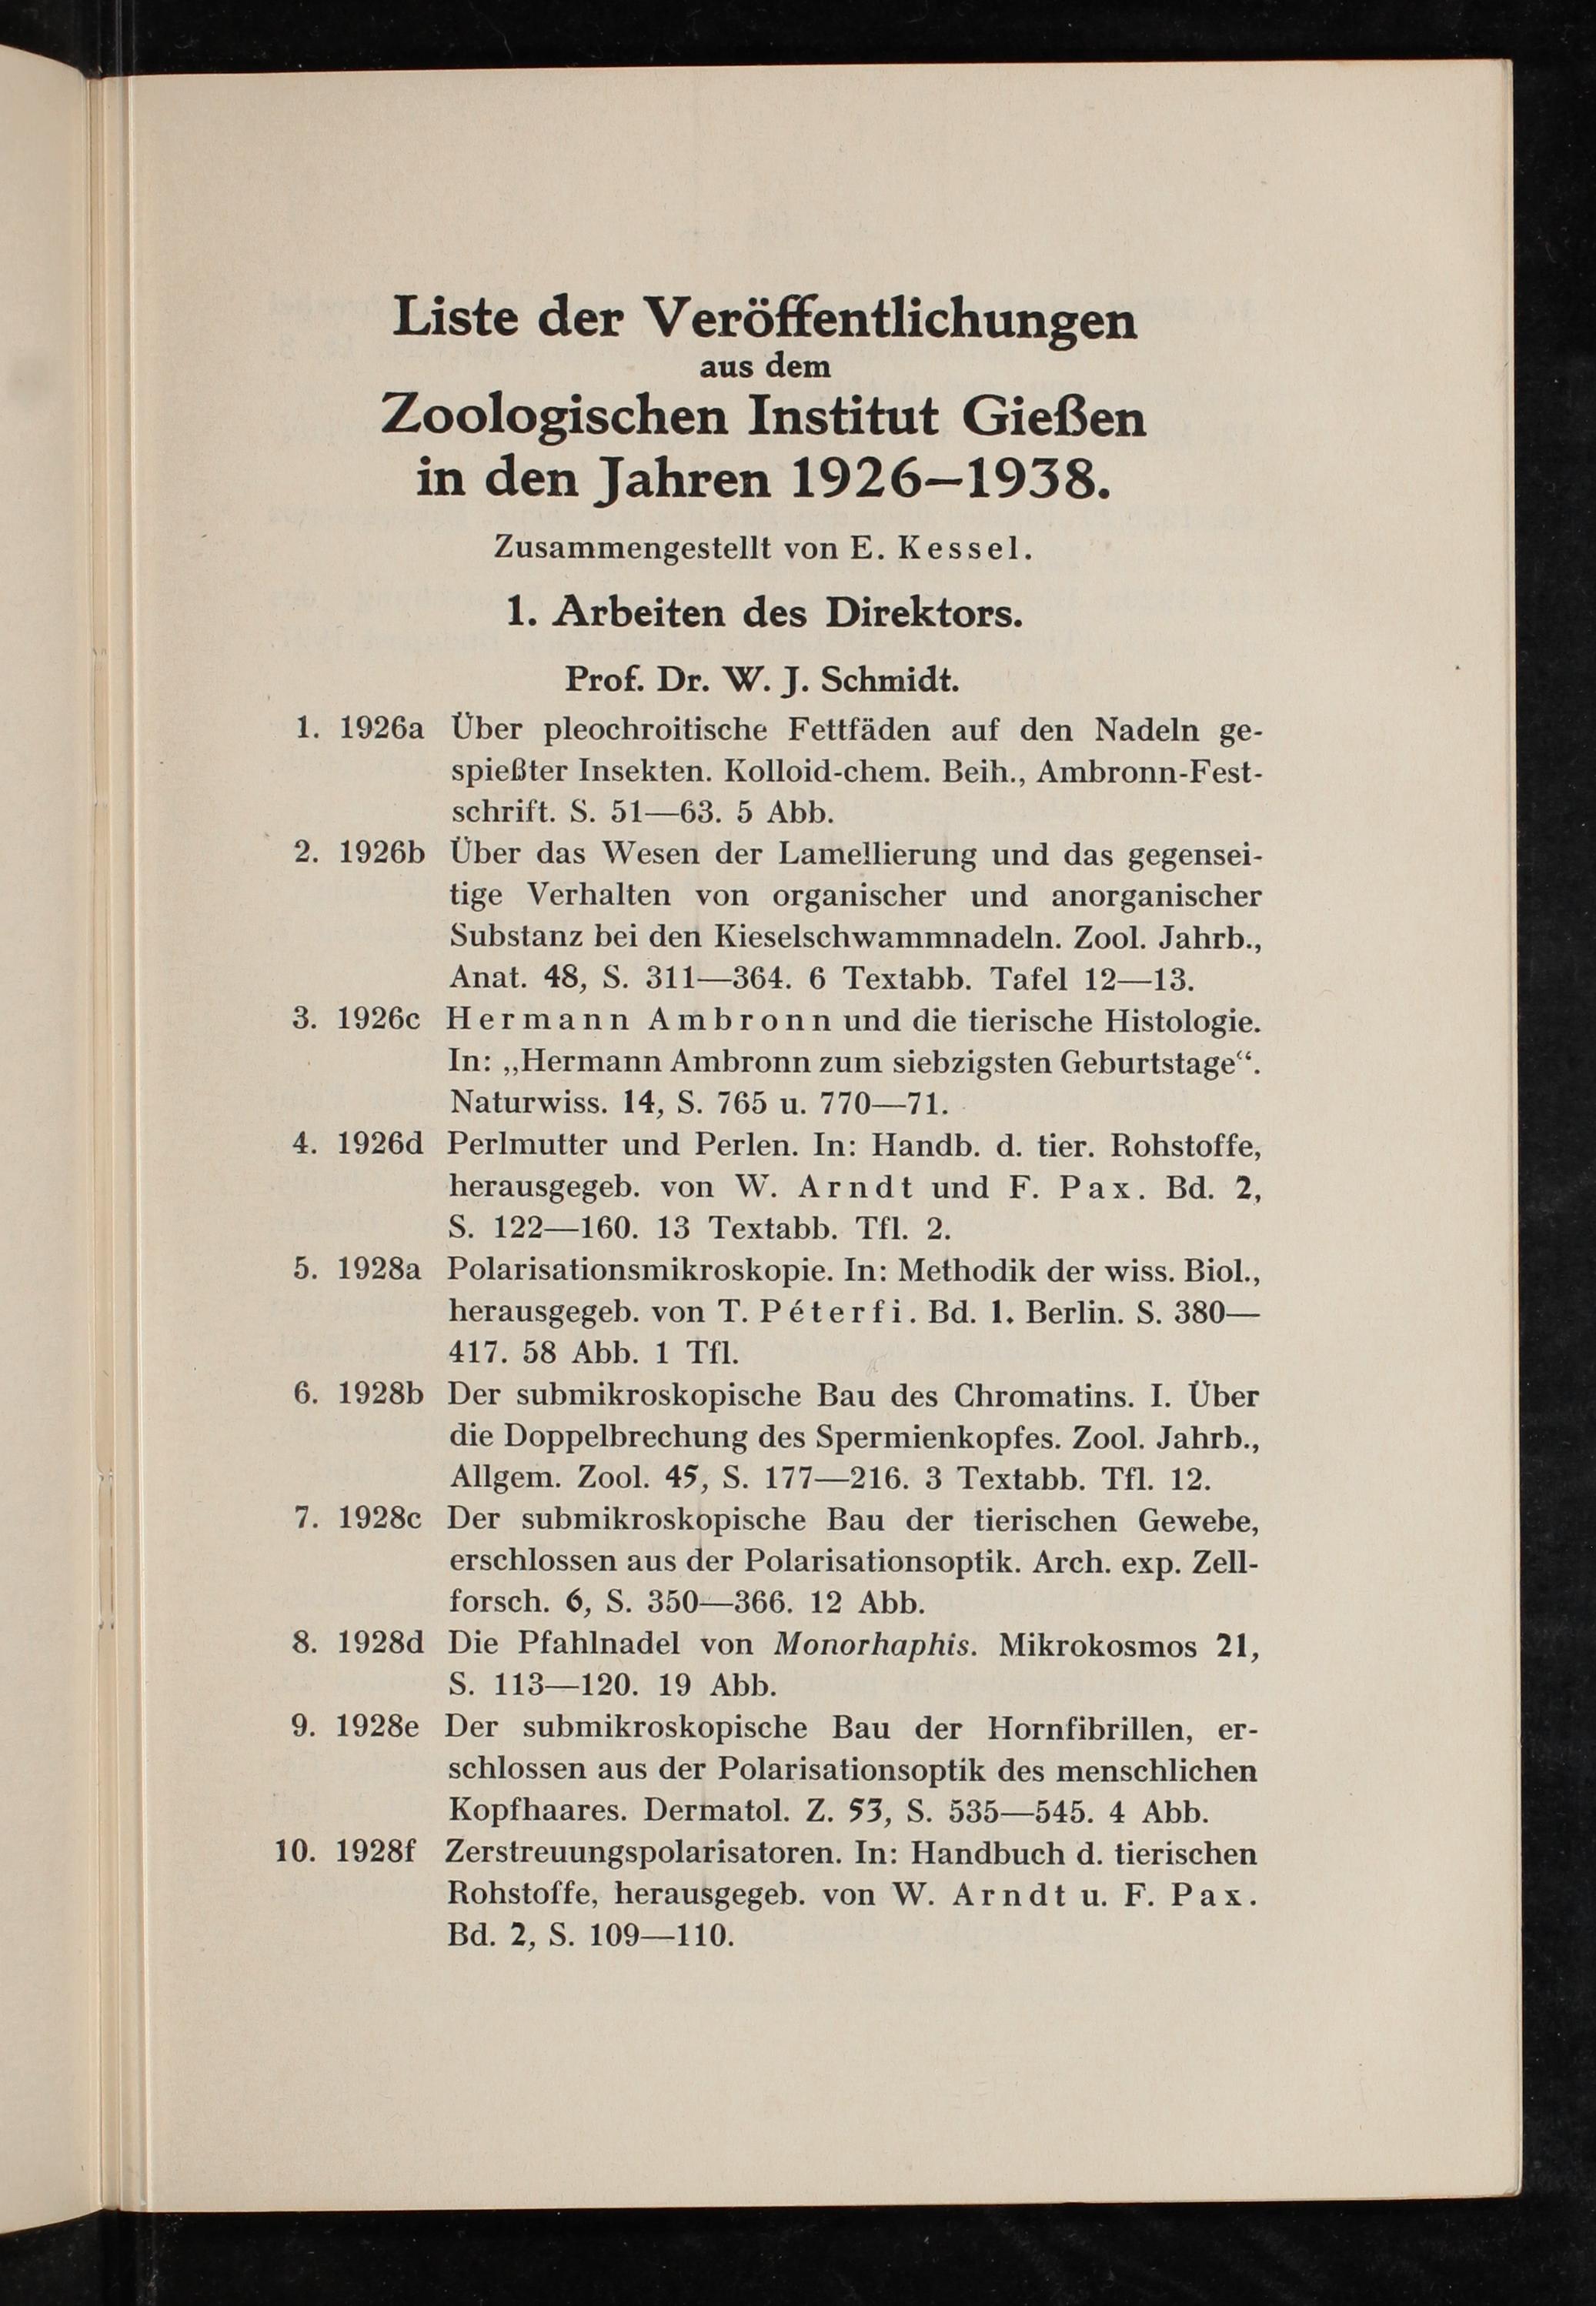 Liste der Veröffentlichungen
aus dem
Zoologischen Institut Gießen
in den Jahren 1926–1938.
Zusammengestellt von E. Kessel.
1. Arbeiten des Direktors.
Prof. Dr. W. J. Schmidt.
1. 1926a Über pleochroitische Fettfäden auf den Nadeln ge-
spießter Insekten. Kolloid-chem. Beih., Ambronn-Fest-
schrift. S. 51—63. 5 Abb.
2. 1926b Über das Wesen der Lamellierung und das gegensei-
tige Verhalten von organischer und anorganischer
Substanz bei den Kieselschwammnadeln. Zool. Jahrb.,
Anat. 48, S. 311—364. 6 Textabb. Tafel 12—13.
3. 1926c Hermann Ambronn und die tierische Histologie.
In: „Hermann Ambronn zum siebzigsten Geburtstage“.
Naturwiss. 14, S. 765 u. 770—71.
4. 1926d Perlmutter und Perlen. In: Handb. d. tier. Rohstoffe,
herausgegeb. von W. Arndt und F. Pax. Bd. 2,
S. 122—160. 13 Textabb. Tfl. 2.
5. 1928a Polarisationsmikroskopie. In: Methodik der wiss. Biol.,
herausgegeb. von T. Péterfi. Bd. 1. Berlin. S. 380—
417. 58 Abb. 1 Tfl.
6. 1928b Der submikroskopische Bau des Chromatins. I. Über
die Doppelbrechung des Spermienkopfes. Zool. Jahrb.,
Allgem. Zool. 45, S. 177—216. 3 Textabb. Tfl. 12.
7. 1928c Der submikroskopische Bau der tierischen Gewebe,
erschlossen aus der Polarisationsoptik. Arch. exp. Zell-
forsch. 6, S. 350—366. 12 Abb.
8. 1928d Die Pfahlnadel von Monorhaphis. Mikrokosmos 21,
S. 113—120. 19 Abb.
9. 1928e Der submikroskopische Bau der Hornfibrillen, er-
schlossen aus der Polarisationsoptik des menschlichen
Kopfhaares. Dermatol. Z. 53, S. 535—545. 4 Abb.
10. 1928f Zerstreuungspolarisatoren. In: Handbuch d. tierischen
Rohstoffe, herausgegeb. von W. Arndt u. F. Pax.
Bd. 2, S. 109—110.